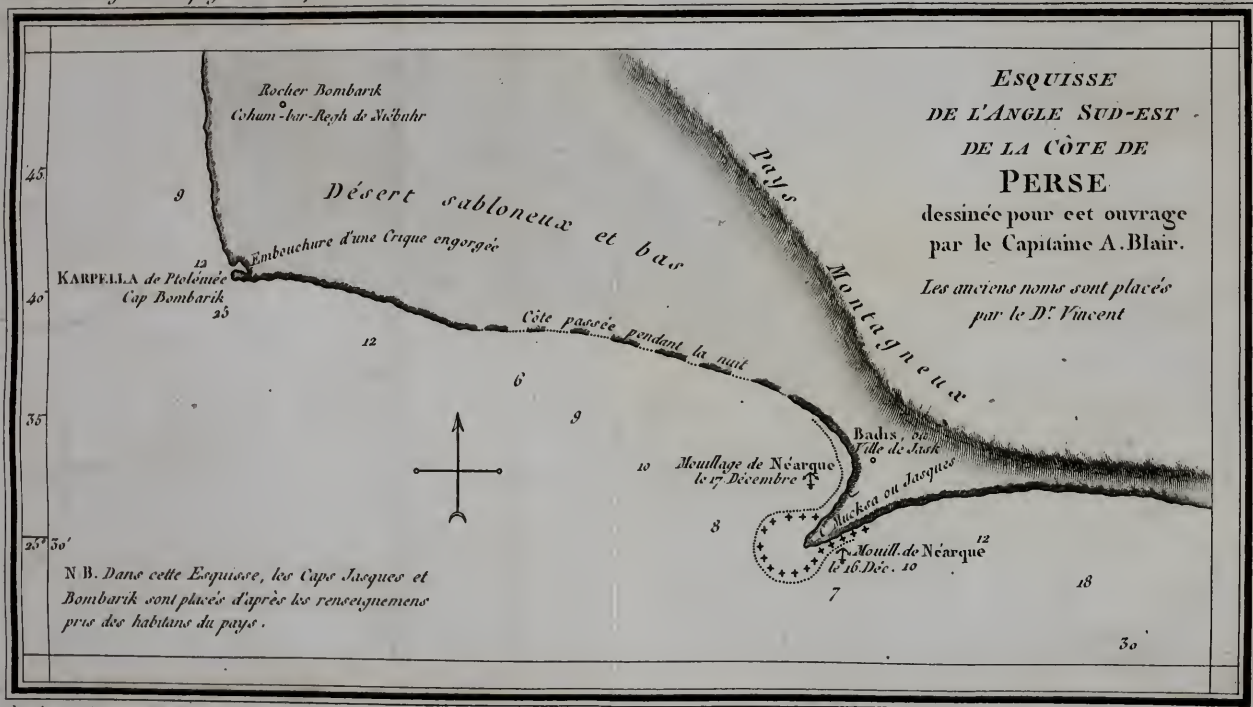 ESQUISSE
DE L'ANGLE SUD-EST
DE LA CÔTE DE
PERSE
dessinée pour cet ouvrage
par le Capitaine A. Blair.
Les anciens noms sont placés
par le Dr. Vincent
Rocher Bombarik
Cohum-bar-Regh de Niébuhr
Pays Montagneux
45
9
Désert sabloneux et bas
Embouchure d'une Crique engorgée
12
KARPELLA de Ptolémée
Cap Bombarik
25
40
12
Côte passée pendant la nuit
6
9
35
Badis, ou
Ville de Jask
10
Mouillage de Néarque
le 17 Décembre
Mucksa ou Jasques
8
25° 30'
12
Mouill. de Néarque
le 16. Déc. 10
7
18
30
N B. Dans cette Esquisse, les Caps Jasques et
Bombarik sont placés d'après les renseignemens
pris des habitans du pays.